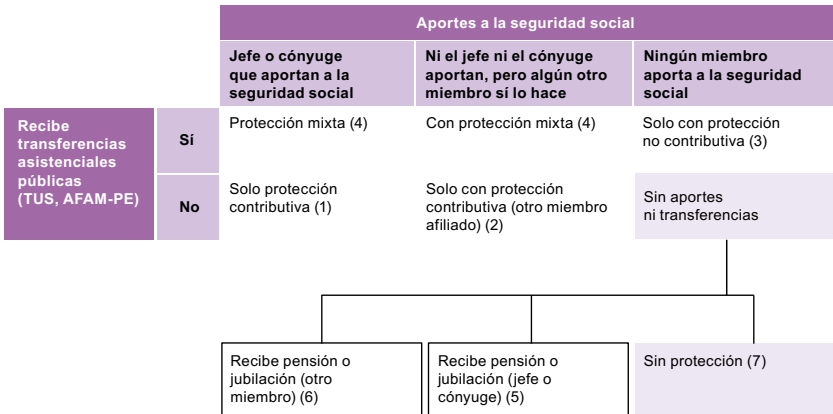 Aportes a la seguridad social
Jefe o cónyuge
que aportan a la
seguridad social
Ni el jefe ni el cónyuge
aportan, pero algún otro
miembro sí lo hace
Ningún miembro
aporta a la seguridad
social
Recibe
transferencias
asistenciales
públicas
(TUS, AFAM-PE)
Sí
Protección mixta (4)
Con protección mixta (4)
Solo con protección
no contributiva (3)
No
Solo protección
contributiva (1)
Solo con protección
contributiva (otro miembro
afiliado) (2)
Sin aportes
ni transferencias
Recibe pensión o
jubilación (otro
miembro) (6)
Recibe pensión o
jubilación (jefe o
cónyuge) (5)
Sin protección (7)